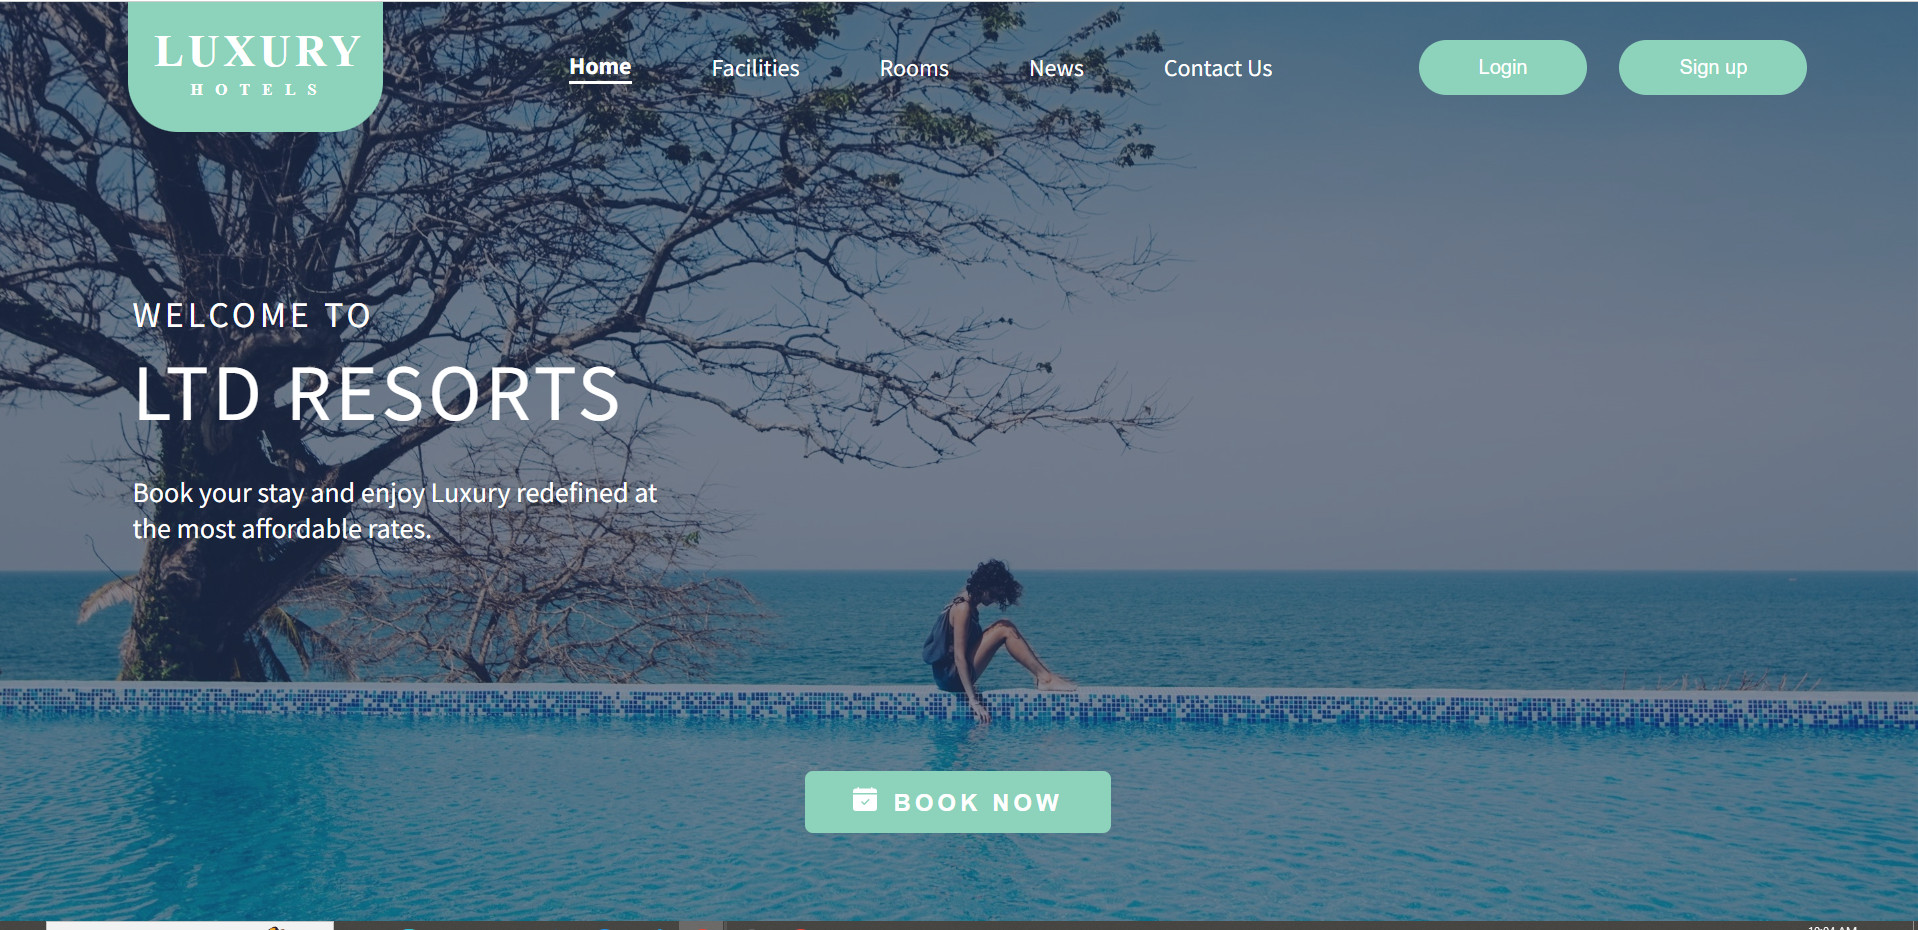 LUXURY
HOTELS
Home Facilities Rooms News Contact Us Login Sign up
WELCOME TO
LTD RESORTS
Book your stay and enjoy Luxury redefined at
the most affordable rates.
BOOK NOW